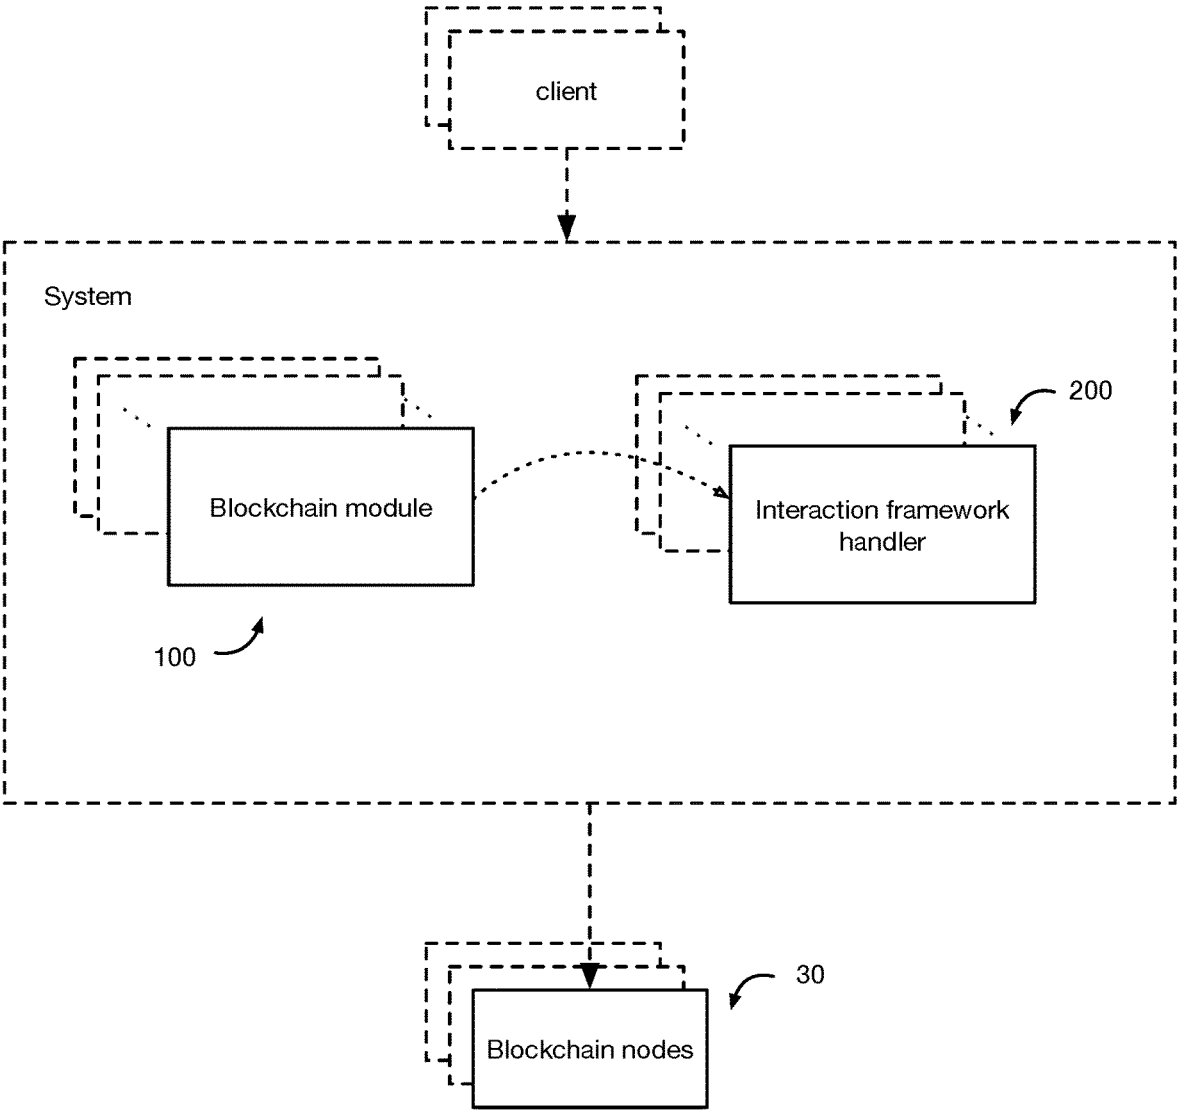 client
System
200
Blockchain module
Interaction framework
handler
100
30
Blockchain nodes